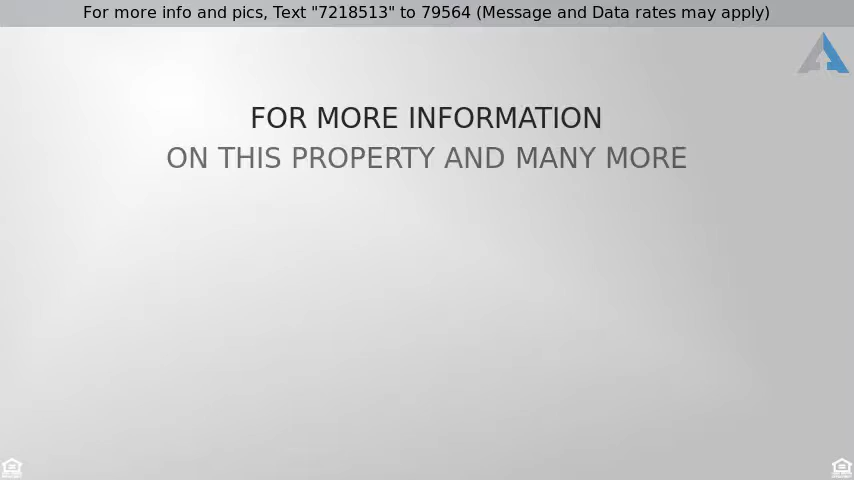 For more info and pics, Text "7218513" to 79564 (Message and Data rates may apply)
FOR MORE INFORMATION
ON THIS PROPERTY AND MANY MORE